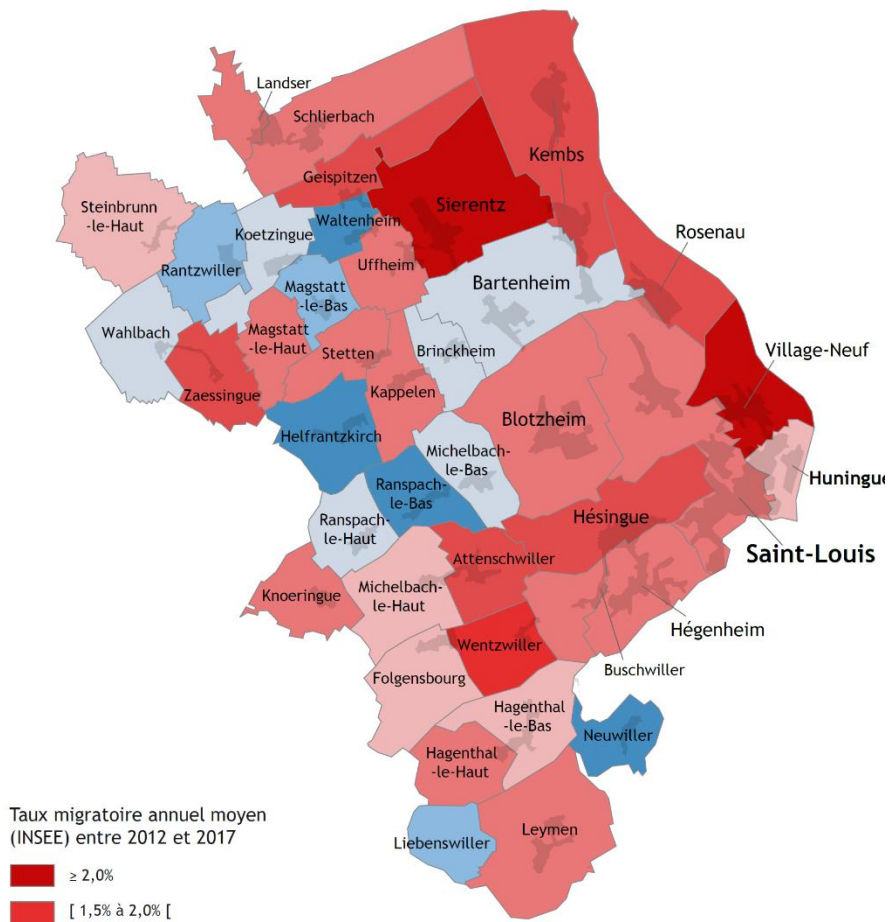 Landser
Schlierbach
Kembs
Geispitzen
Steinbrunn
-le-Haut
Sierentz
Waltenheim
Koetzingue
Rosenau
Uffheim
Rantzwiller
Bartenheim
Magstatt
-le-Bas
Wahlbach
Magstatt
-le-Haut
Stetten
Brinckheim
Village-Neuf
Zaessingue
Kappelen
Blotzheim
Helfrantzkirch
Michelbach
-le-Bas
Huningue
Ranspach-
le-Bas
Hésingue
Ranspach-
le-Haut
Saint-Louis
Attenschwiller
Michelbach-
le-Haut
Knoeringue
Hégenheim
Wentzwiller
Buschwiller
Folgensbourg
Hagenthal
-le-Bas
Neuwiller
Hagenthal
-le-Haut
Leymen
Liebenswiller
Taux migratoire annuel moyen
(INSEE) entre 2012 et 2017
≥ 2,0%
[ 1,5% à 2,0% [